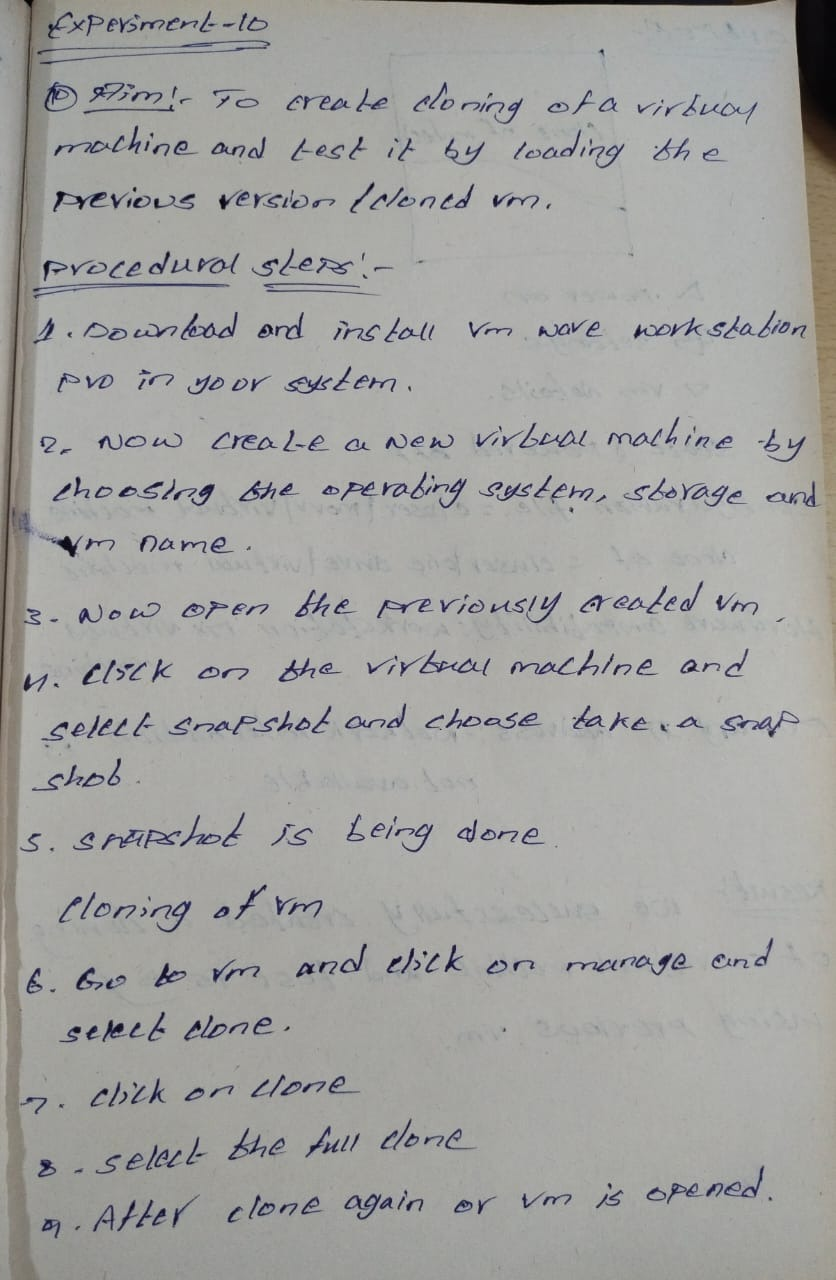 Experiment-10
⑩ Aim:- To create cloning of a virtual
machine and test it by loading the
previous version / cloned vm.
procedural steps:-
1. Download and install vm ware workstation
pro in your system.
2. Now create a new virtual machine by
choosing the operating system, storage and
vm name.
3. Now open the previously created vm.
4. Click on the virtual machine and
select snapshot and choose take a snap
shot.
5. snapshot is being done.
cloning of vm
6. Go to vm and click on manage and
select clone.
7. click on clone
8. select the full clone
9. After clone again or vm is opened.